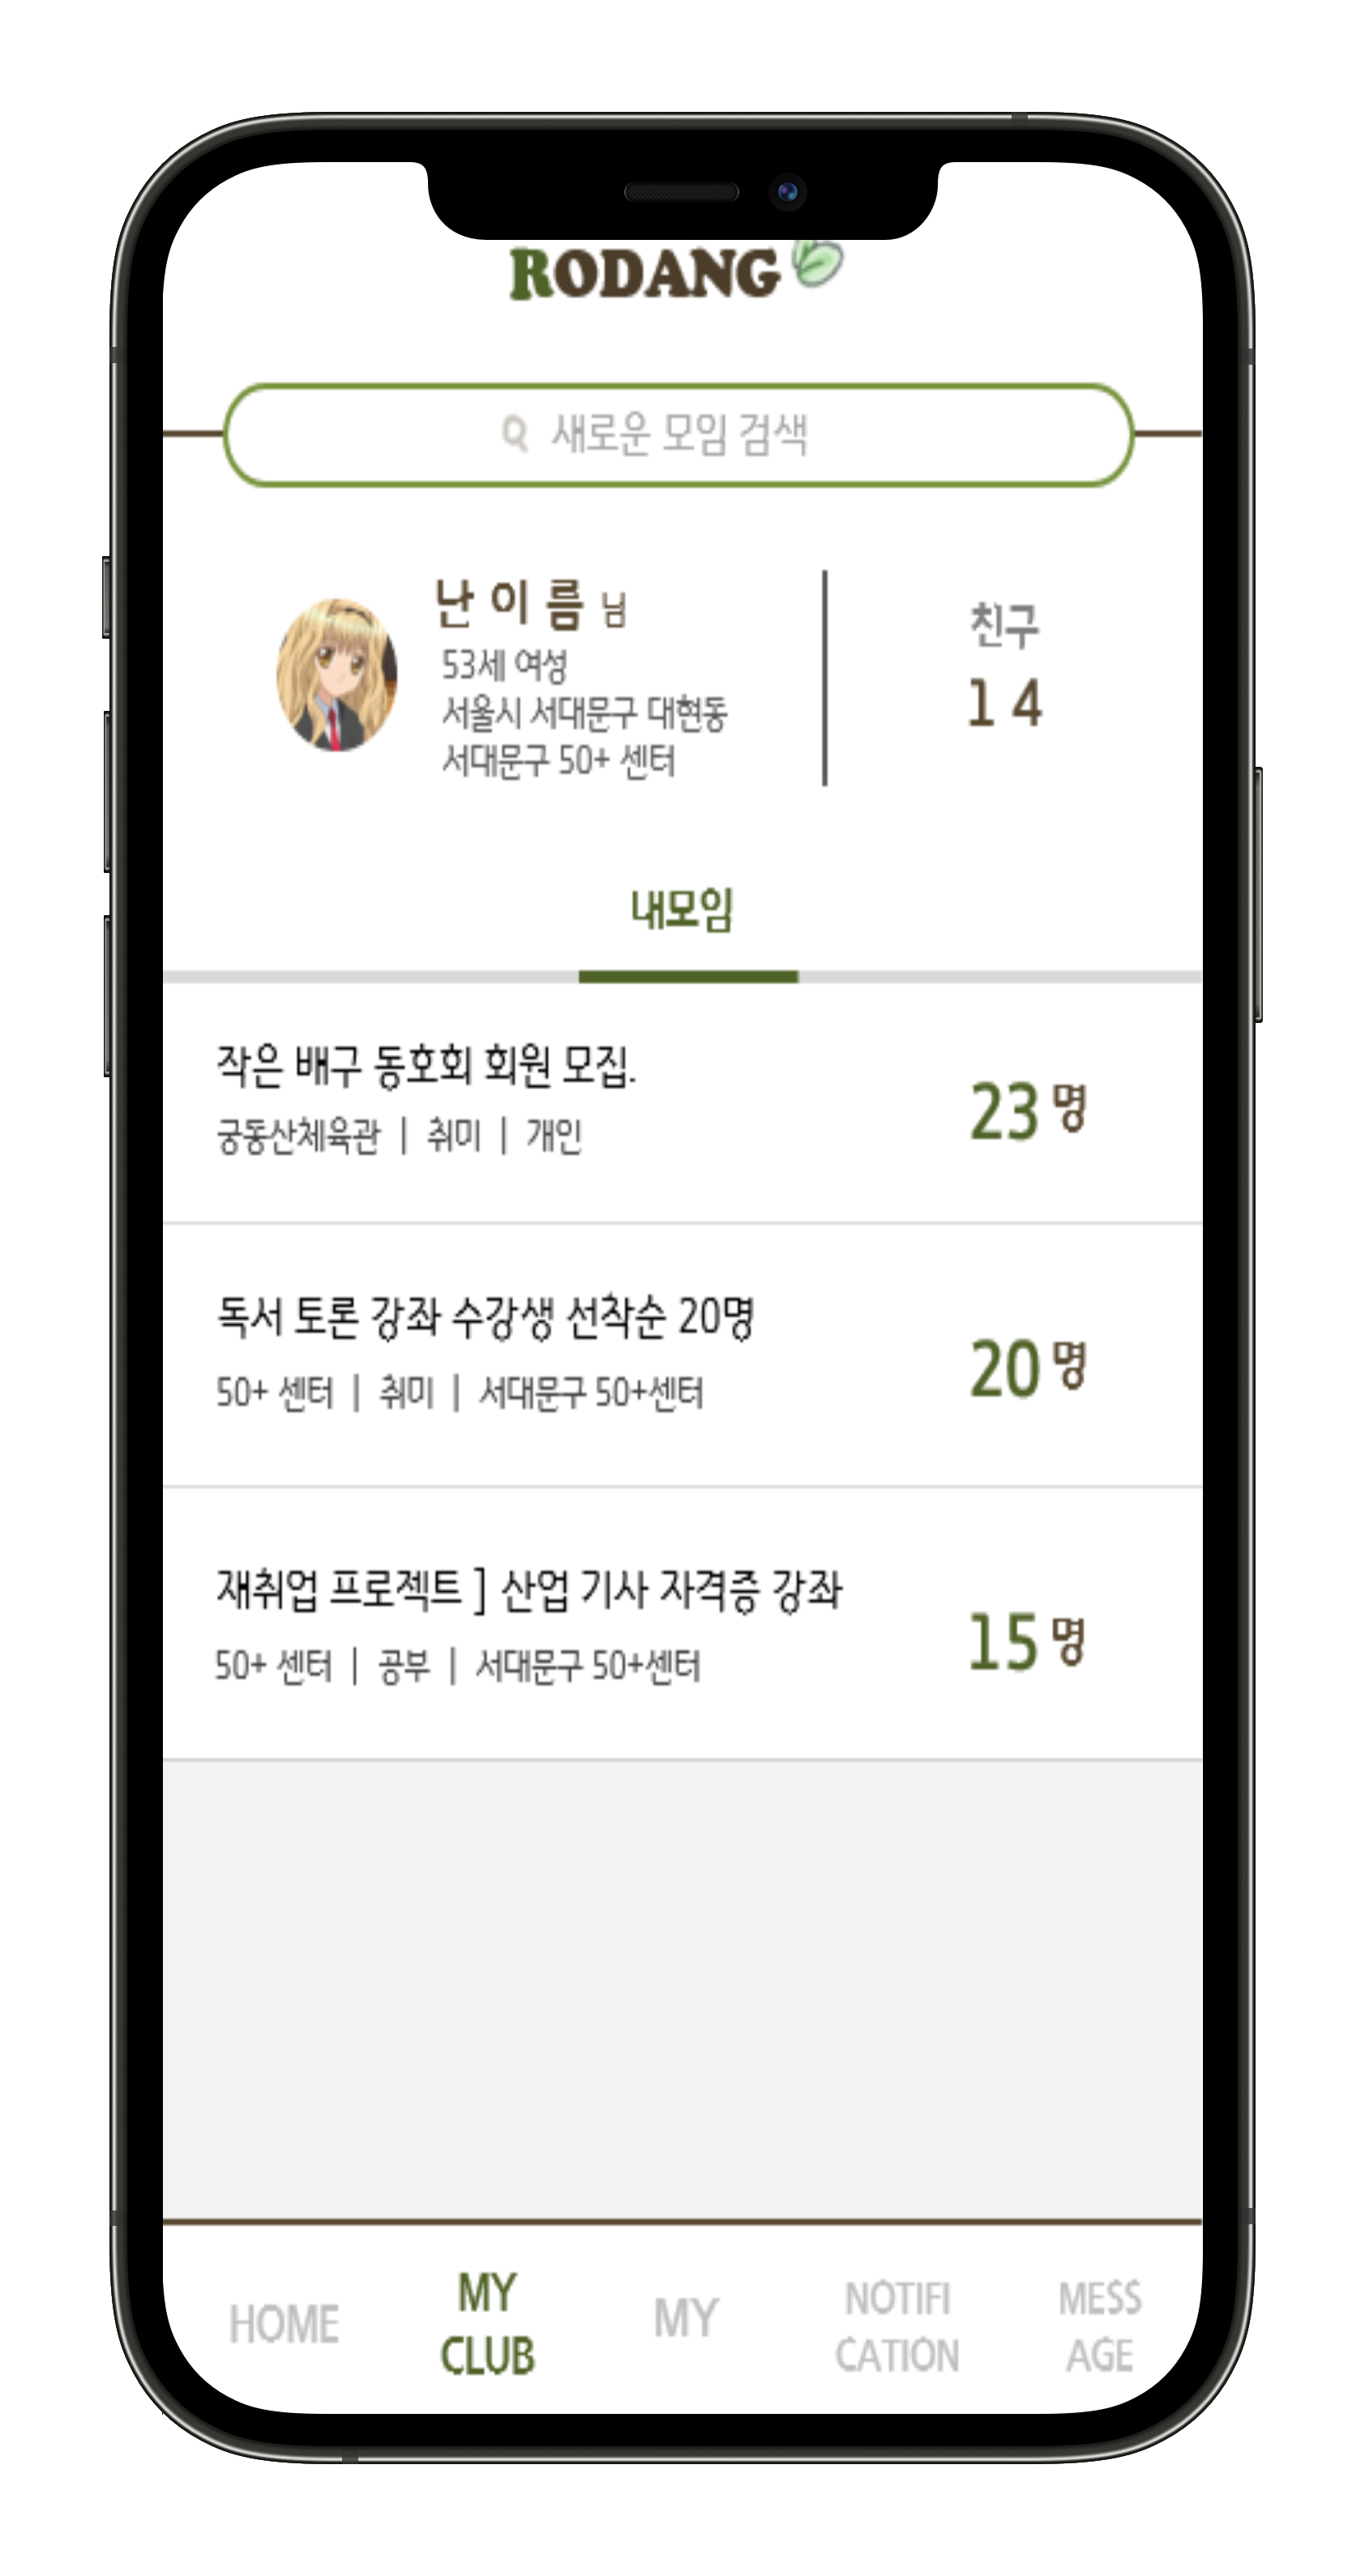 RODANG
새로운 모임 검색
난 이 름 님
53세 여성
서울시 서대문구 대현동
서대문구 50+ 센터
친구
1 4
내모임
작은 배구 동호회 회원 모집.
궁동산체육관 | 취미 | 개인
23 명
독서 토론 강좌 수강생 선착순 20명
50+ 센터 | 취미 | 서대문구 50+센터
20 명
재취업 프로젝트 ] 산업 기사 자격증 강좌
50+ 센터 | 공부 | 서대문구 50+센터
15 명
HOME
MY
CLUB
MY
NOTIFI
CATION
MESS
AGE